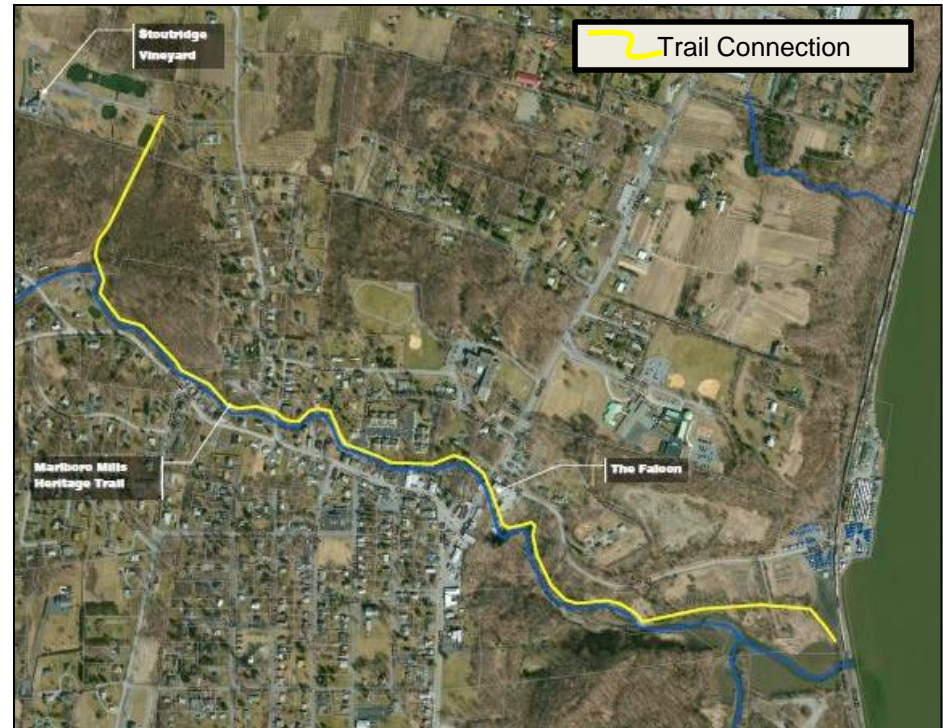 Stoutridge
Vineyard
Trail Connection
Marlboro Mills
Heritage Trail
The Falcon